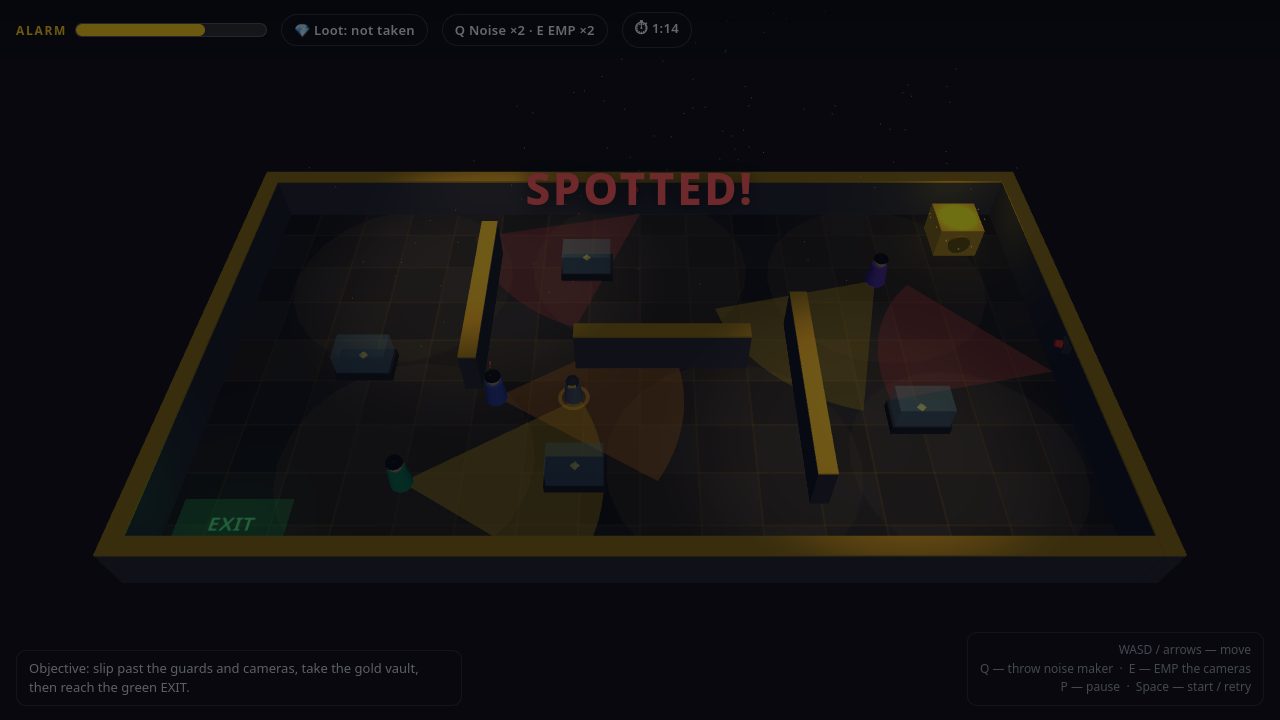 ALARM
💎 Loot: not taken
Q Noise ×2 · E EMP ×2
⏱ 1:14
SPOTTED!
EXIT
Objective: slip past the guards and cameras, take the gold vault,
then reach the green EXIT.
WASD / arrows — move
Q — throw noise maker · E — EMP the cameras
P — pause · Space — start / retry